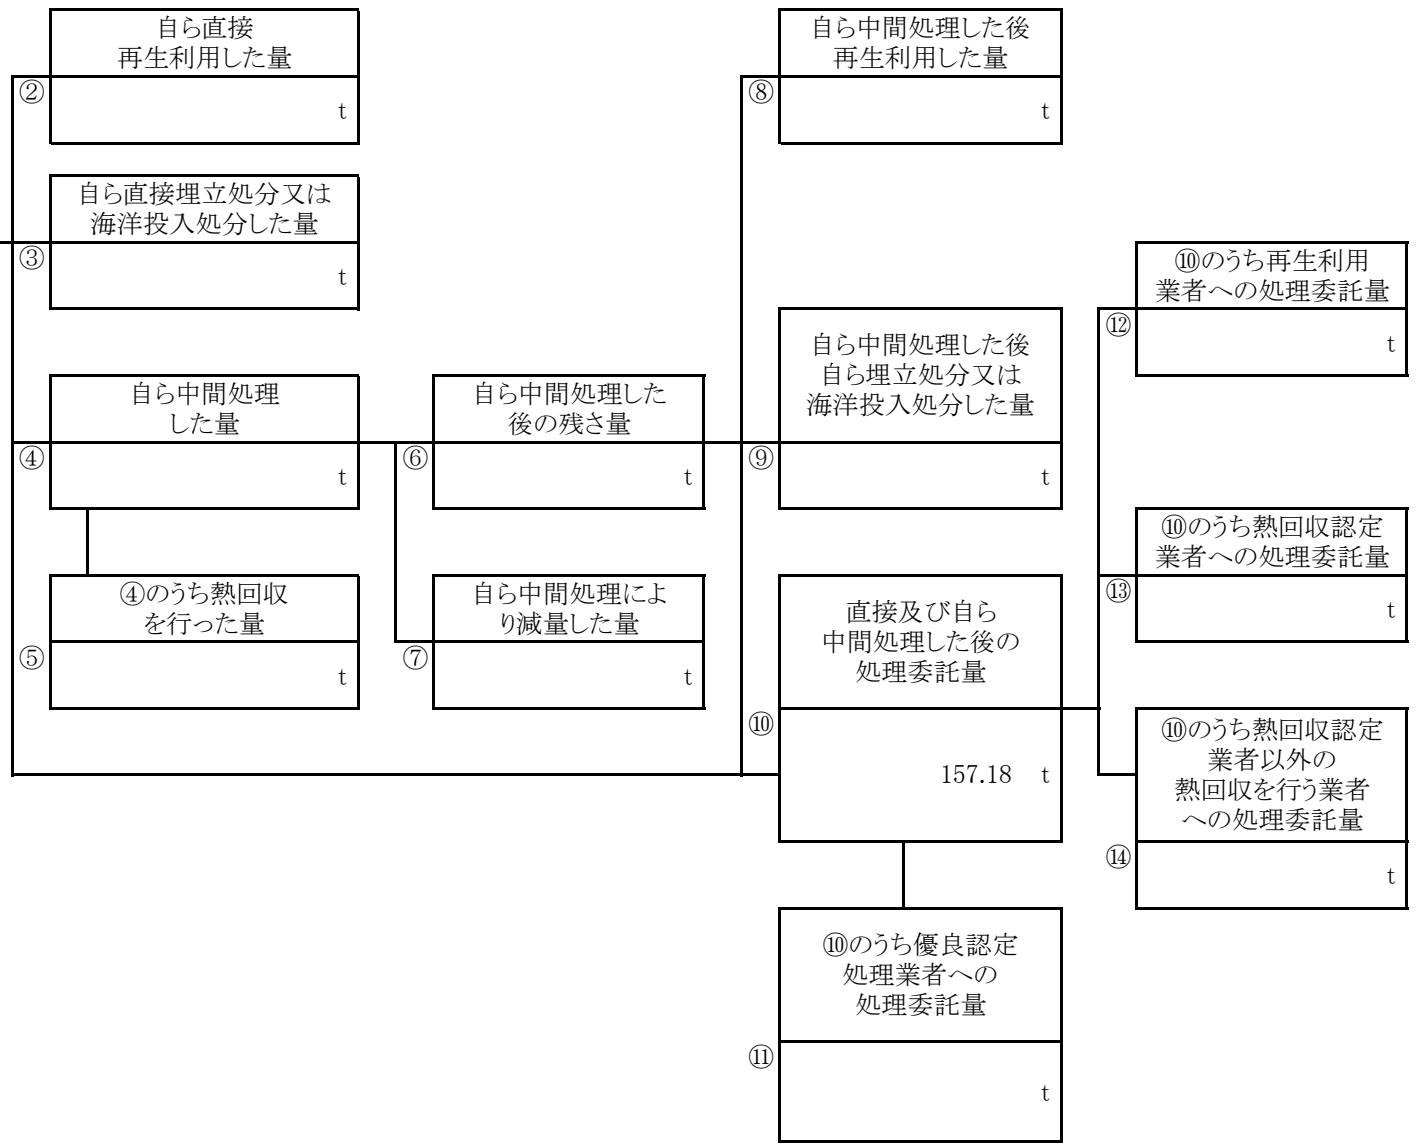 自ら直接
再生利用した量
②
t
自ら直接埋立処分又は
海洋投入処分した量
③
t
自ら中間処理
した量
④
t
④のうち熱回収
を行った量
⑤
t
自ら中間処理した
後の残さ量
⑥
t
自ら中間処理によ
り減量した量
⑦
t
自ら中間処理した後
再生利用した量
⑧
t
自ら中間処理した後
自ら埋立処分又は
海洋投入処分した量
⑨
t
直接及び自ら
中間処理した後の
処理委託量
⑩
157.18 t
⑩のうち優良認定
処理業者への
処理委託量
⑪
t
⑩のうち再生利用
業者への処理委託量
⑫
t
⑩のうち熱回収認定
業者への処理委託量
⑬
t
⑩のうち熱回収認定
業者以外の
熱回収を行う業者
への処理委託量
⑭
t